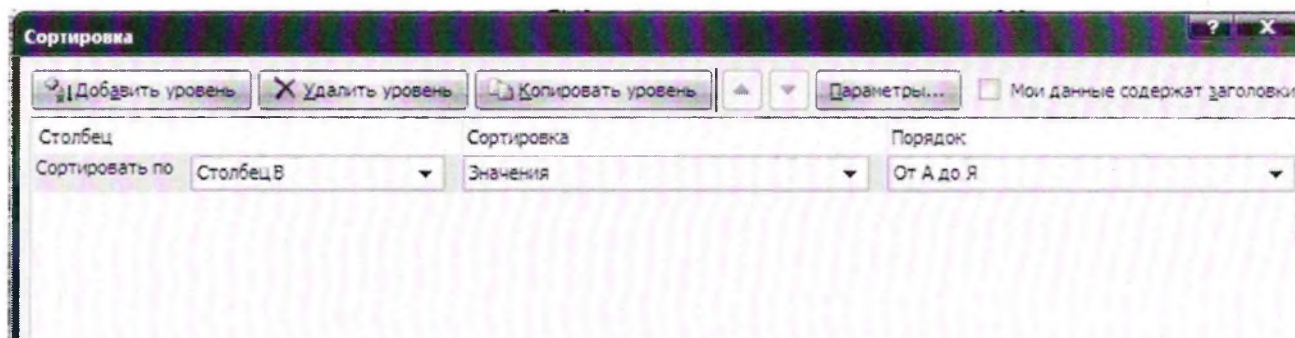 Сортировка
Добавить уровень Удалить уровень Копировать уровень Параметры... Мои данные содержат заголовки
Столбец Сортировка Порядок
Сортировать по Столбец B Значения От А до Я